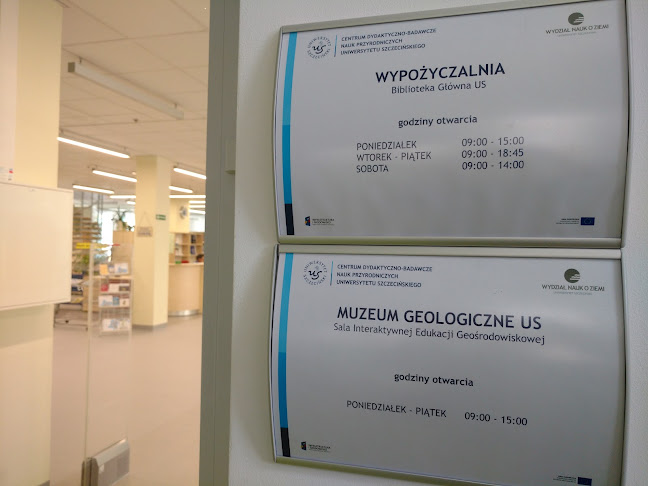 CENTRUM DYDAKTYCZNO-BADAWCZE
NAUK PRZYRODNICZYCH
UNIWERSYTETU SZCZECIŃSKIEGO
WYDZIAŁ NAUK O ZIEMI
WYPOŻYCZALNIA
Biblioteka Główna US
godziny otwarcia
PONIEDZIAŁEK 09:00 - 15:00
WTOREK - PIĄTEK 09:00 - 18:45
SOBOTA 09:00 - 14:00
CENTRUM DYDAKTYCZNO-BADAWCZE
NAUK PRZYRODNICZYCH
UNIWERSYTETU SZCZECIŃSKIEGO
WYDZIAŁ NAUK O ZIEMI
MUZEUM GEOLOGICZNE US
Sala Interaktywnej Edukacji Geośrodowiskowej
godziny otwarcia
PONIEDZIAŁEK - PIĄTEK 09:00 - 15:00